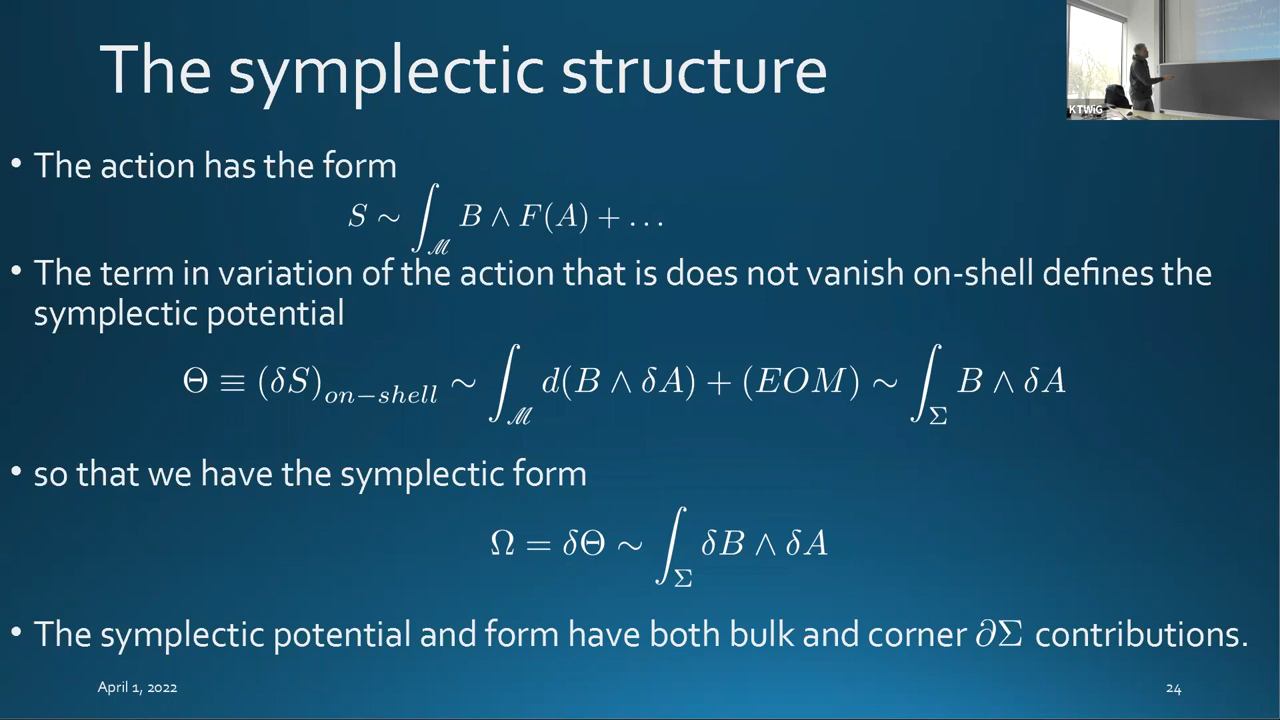 The symplectic structure
KTWiG
• The action has the form
S ∼ ∫_ℳ B ∧ F(A) + …
• The term in variation of the action that is does not vanish on-shell defines the
symplectic potential
Θ ≡ (δS)_{on−shell} ∼ ∫_ℳ d(B ∧ δA) + (EOM) ∼ ∫_Σ B ∧ δA
• so that we have the symplectic form
Ω = δΘ ∼ ∫_Σ δB ∧ δA
• The symplectic potential and form have both bulk and corner ∂Σ contributions.
April 1, 2022
24